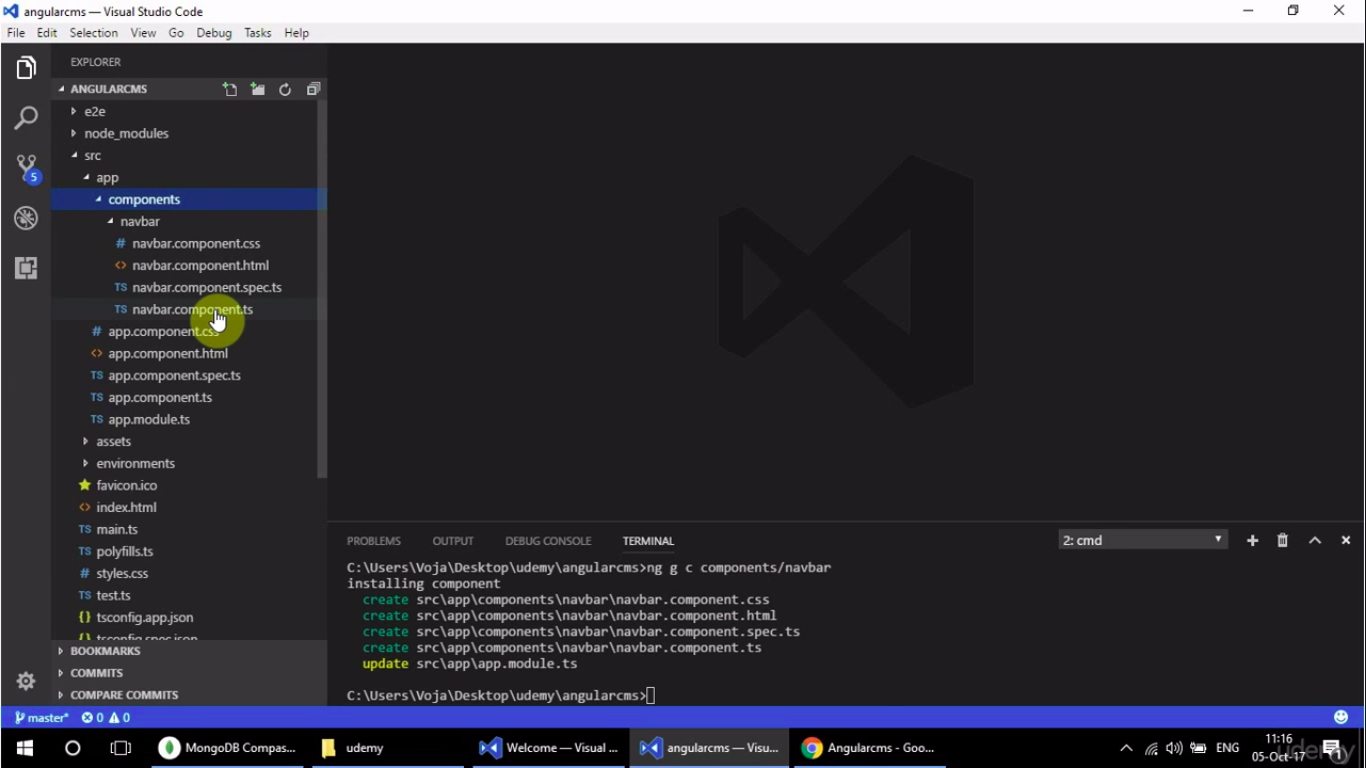 angularcms — Visual Studio Code
File Edit Selection View Go Debug Tasks Help
EXPLORER
ANGULARCMS
e2e
node_modules
src
app
components
navbar
# navbar.component.css
<> navbar.component.html
TS navbar.component.spec.ts
TS navbar.component.ts
# app.component.css
<> app.component.html
TS app.component.spec.ts
TS app.component.ts
TS app.module.ts
assets
environments
favicon.ico
<> index.html
TS main.ts
TS polyfills.ts
# styles.css
TS test.ts
{} tsconfig.app.json
{} tsconfig.spec.json
BOOKMARKS
COMMITS
COMPARE COMMITS
5
PROBLEMS OUTPUT DEBUG CONSOLE TERMINAL 2: cmd
C:\Users\Voja\Desktop\udemy\angularcms>ng g c components/navbar
installing component
create src\app\components\navbar\navbar.component.css
create src\app\components\navbar\navbar.component.html
create src\app\components\navbar\navbar.component.spec.ts
create src\app\components\navbar\navbar.component.ts
update src\app\app.module.ts
C:\Users\Voja\Desktop\udemy\angularcms>
master* 0 0
MongoDB Compas... udemy Welcome — Visual ... angularcms — Visu... Angularcms - Goo... ENG 11:16
05-Oct-17 1
udemy